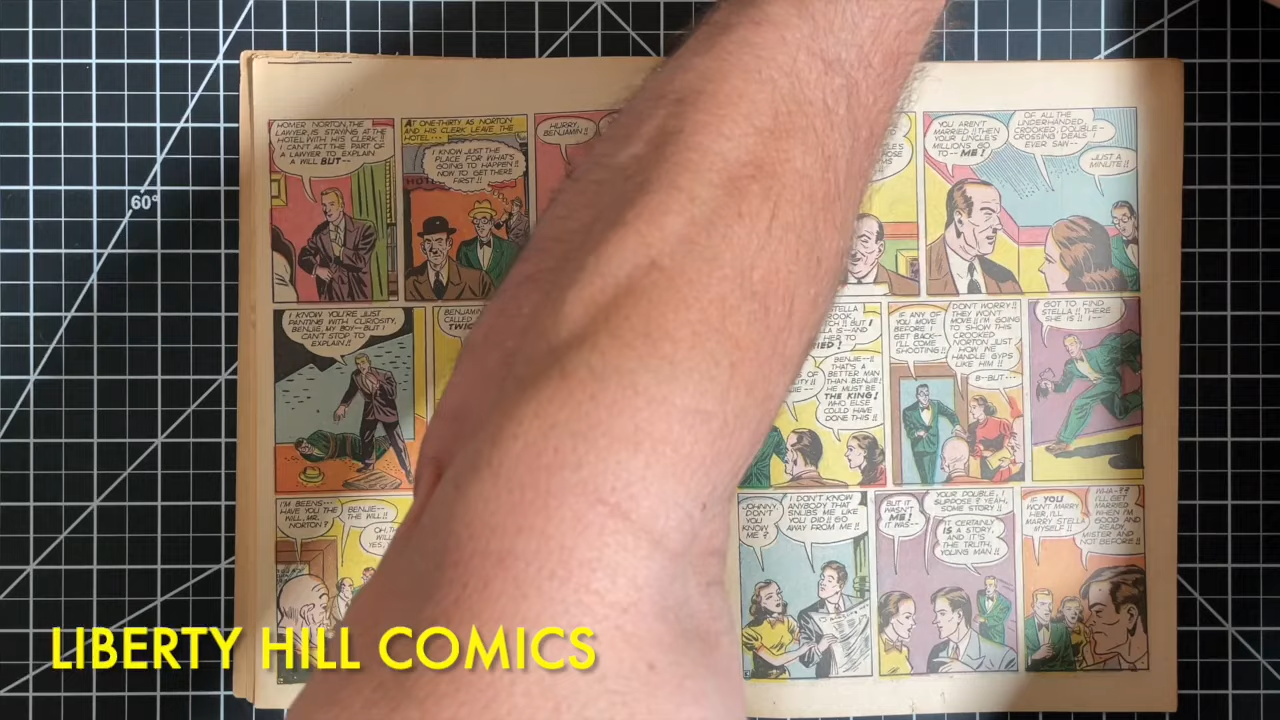 HOMER NORTON, THE
LAWYER, IS STAYING AT THE
HOTEL WITH HIS CLERK!!
I CAN'T ACT THE PART OF
A LAWYER TO EXPLAIN
A WILL BUT--
AT ONE-THIRTY AS NORTON
AND HIS CLERK LEAVE THE
HOTEL...
I KNOW JUST THE
PLACE FOR WHAT'S
GOING TO HAPPEN!!
NOW TO GET THERE
FIRST!!
HURRY,
BENJAMIN!!
YOU AREN'T
MARRIED!! THEN
YOUR UNCLE'S
MILLIONS GO
TO--ME!
OF ALL THE
UNDERHANDED,
CROOKED, DOUBLE-
CROSSING DEALS I
EVER SAW--
JUST A
MINUTE!!
I KNOW YOU'RE JUST
PANTING WITH CURIOSITY,
BENJIE, MY BOY--BUT I
CAN'T STOP TO
EXPLAIN!!
BENJIE--!!
THAT'S A
BETTER MAN
THAN BENJIE!
HE MUST BE
THE KING!
WHO ELSE
COULD HAVE
DONE THIS!!
IF ANY OF
YOU MOVE
BEFORE I
GET BACK--
I'LL COME
SHOOTING!!
DON'T WORRY!!
THEY WON'T
MOVE!! I'M GOING
TO SHOW THIS
CROOKED
NORTON JUST
HOW WE
HANDLE GYPS
LIKE HIM!!
B--BUT...
GOT TO FIND
STELLA!! THERE
SHE IS!! I--
I'M BEENS...
HAVE YOU THE
WILL, MR.
NORTON?
BENJIE--
THE WILL!!
JOHNNY,
DON'T
YOU
KNOW
ME?
I DON'T KNOW
ANYBODY THAT
SNUBS ME LIKE
YOU DID!! GO
AWAY FROM ME!!
BUT IT
WASN'T
ME!
IT WAS--
YOUR DOUBLE, I
SUPPOSE? YEAH,
SOME STORY!!
IT CERTAINLY
IS A STORY,
AND IT'S
THE TRUTH,
YOUNG MAN!!
IF YOU
WON'T MARRY
HER, I'LL
MARRY STELLA
MYSELF!!
WHA-??
I'LL GET
MARRIED
WHEN I'M
GOOD AND
READY,
MISTER AND
NOT BEFORE!!
LIBERTY HILL COMICS